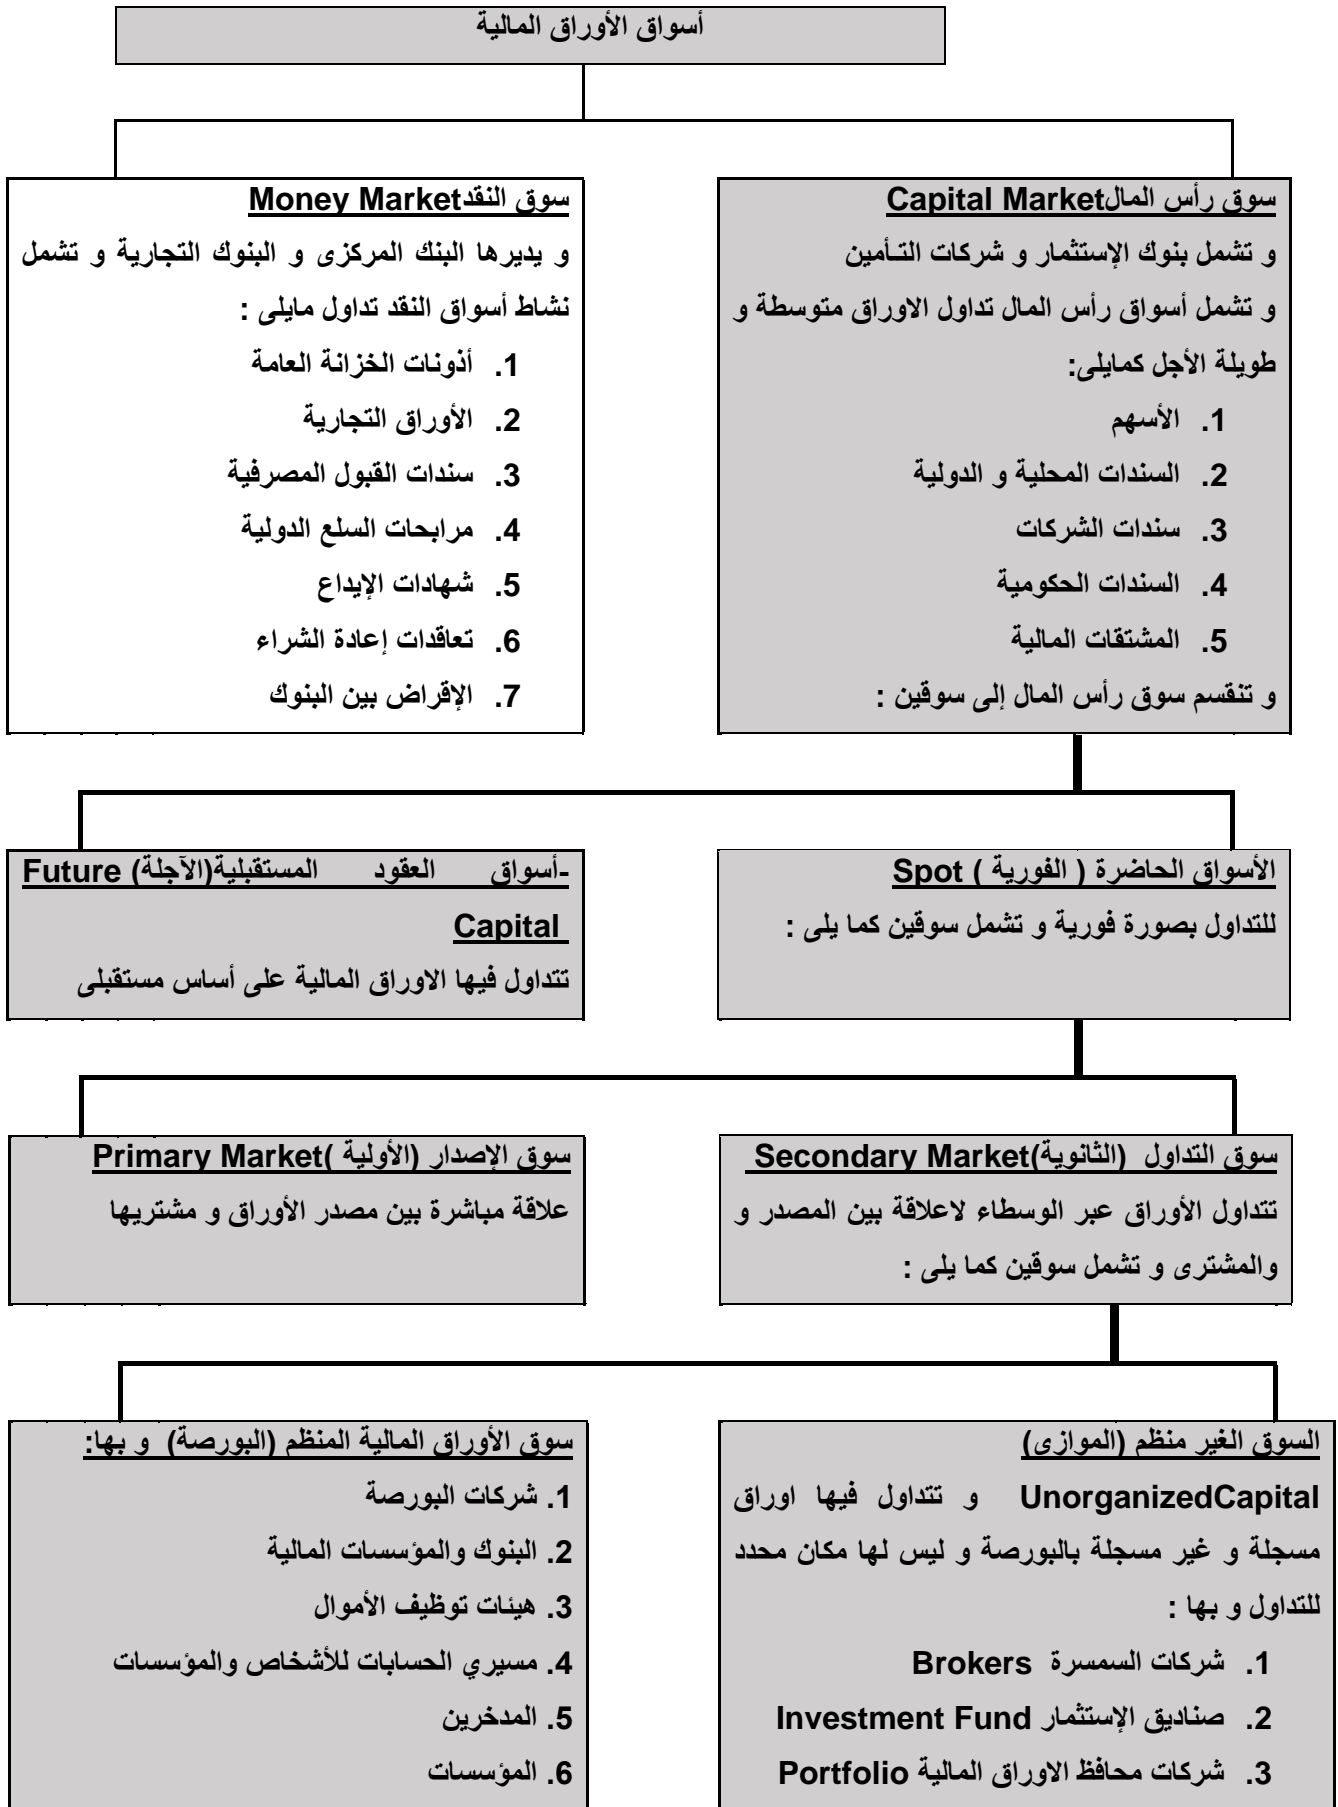 أسواق الأوراق المالية
سوق رأس المالCapital Market
و تشمل بنوك الإستثمار و شركات التـأمين
و تشمل أسواق رأس المال تداول الاوراق متوسطة و
طويلة الأجل كمايلى:
1. الأسهم
2. السندات المحلية و الدولية
3. سندات الشركات
4. السندات الحكومية
5. المشتقات المالية
و تنقسم سوق رأس المال إلى سوقين :
سوق النقدMoney Market
و يديرها البنك المركزى و البنوك التجارية و تشمل
نشاط أسواق النقد تداول مايلى :
1. أذونات الخزانة العامة
2. الأوراق التجارية
3. سندات القبول المصرفية
4. مرابحات السلع الدولية
5. شهادات الإيداع
6. تعاقدات إعادة الشراء
7. الإقراض بين البنوك
الأسواق الحاضرة ( الفورية ) Spot
للتداول بصورة فورية و تشمل سوقين كما يلى :
-أسواق العقود المستقبلية(الآجلة) Future
Capital
تتداول فيها الاوراق المالية على أساس مستقبلى
سوق التداول (الثانوية)Secondary Market
تتداول الأوراق عبر الوسطاء لاعلاقة بين المصدر و
والمشترى و تشمل سوقين كما يلى :
سوق الإصدار (الأولية )Primary Market
علاقة مباشرة بين مصدر الأوراق و مشتريها
السوق الغير منظم (الموازى)
UnorganizedCapital و تتداول فيها اوراق
مسجلة و غير مسجلة بالبورصة و ليس لها مكان محدد
للتداول و بها :
1. شركات السمسرة Brokers
2. صناديق الإستثمار Investment Fund
3. شركات محافظ الاوراق المالية Portfolio
سوق الأوراق المالية المنظم (البورصة) و بها:
1. شركات البورصة
2. البنوك والمؤسسات المالية
3. هيئات توظيف الأموال
4. مسيري الحسابات للأشخاص والمؤسسات
5. المدخرين
6. المؤسسات